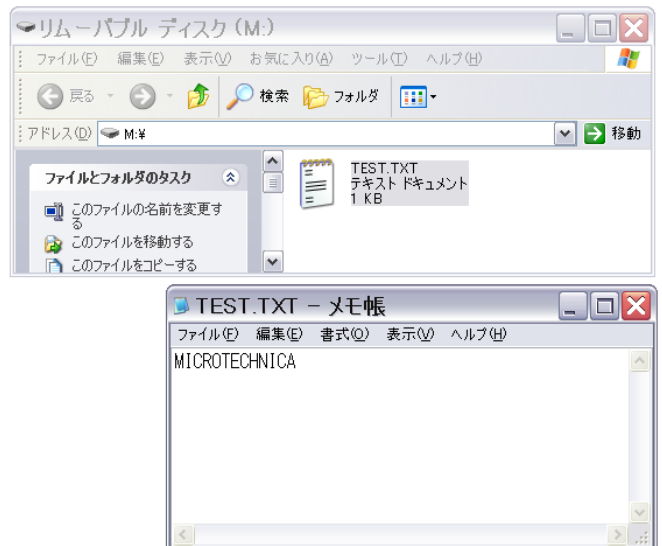 リムーバブル ディスク (M:)
ファイル(F) 編集(E) 表示(V) お気に入り(A) ツール(T) ヘルプ(H)
戻る 検索 フォルダ
アドレス(D) M:¥ 移動
ファイルとフォルダのタスク
このファイルの名前を変更す
る
このファイルを移動する
このファイルをコピーする
TEST.TXT
テキスト ドキュメント
1 KB
TEST.TXT - メモ帳
ファイル(F) 編集(E) 書式(O) 表示(V) ヘルプ(H)
MICROTECHNICA